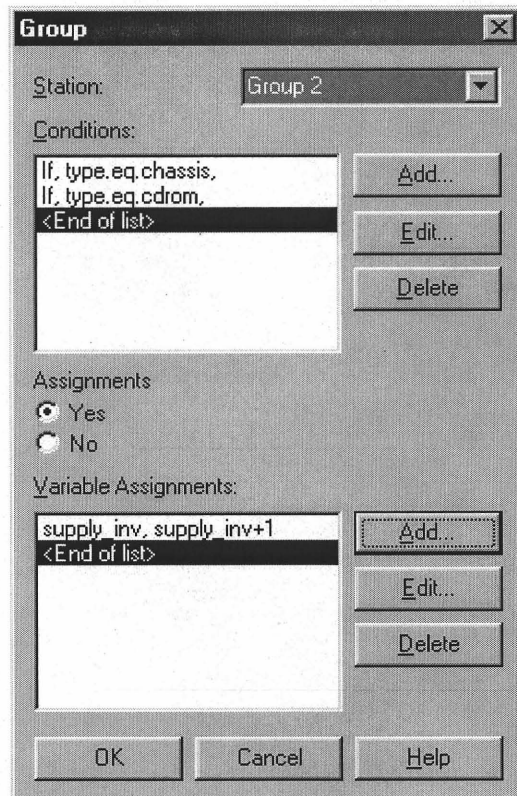 Group
Station: Group 2
Conditions:
If, type.eq.chassis,
If, type.eq.cdrom,
<End of list>
Add...
Edit...
Delete
Assignments
Yes
No
Variable Assignments:
supply_inv, supply_inv+1
<End of list>
Add...
Edit...
Delete
OK
Cancel
Help